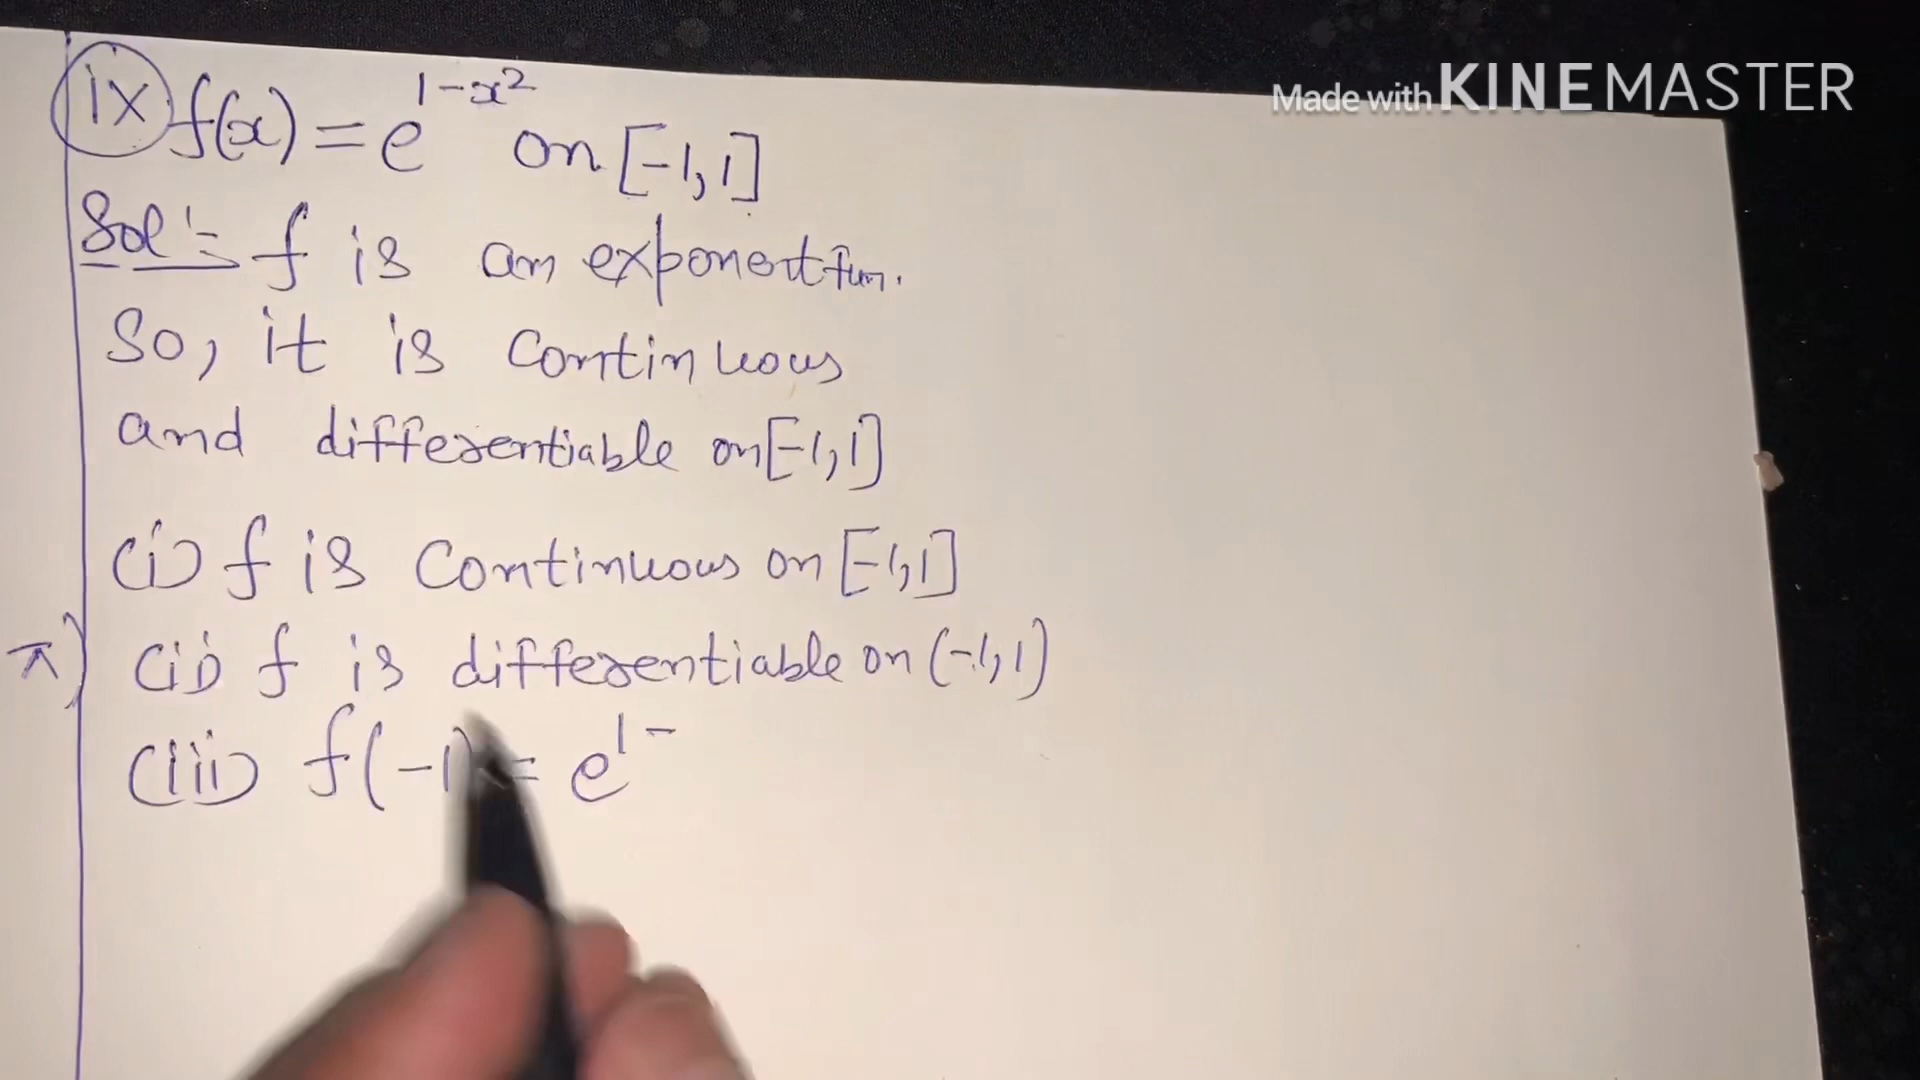 Made with KINEMASTER
ix f(x) = e^{1-x^2} on [-1,1]
Sol: f is an exponent fun.
So, it is continuous
and differentiable on [-1,1]
(i) f is continuous on [-1,1]
(ii) f is differentiable on (-1,1)
(iii) f(-1) = e^{1-